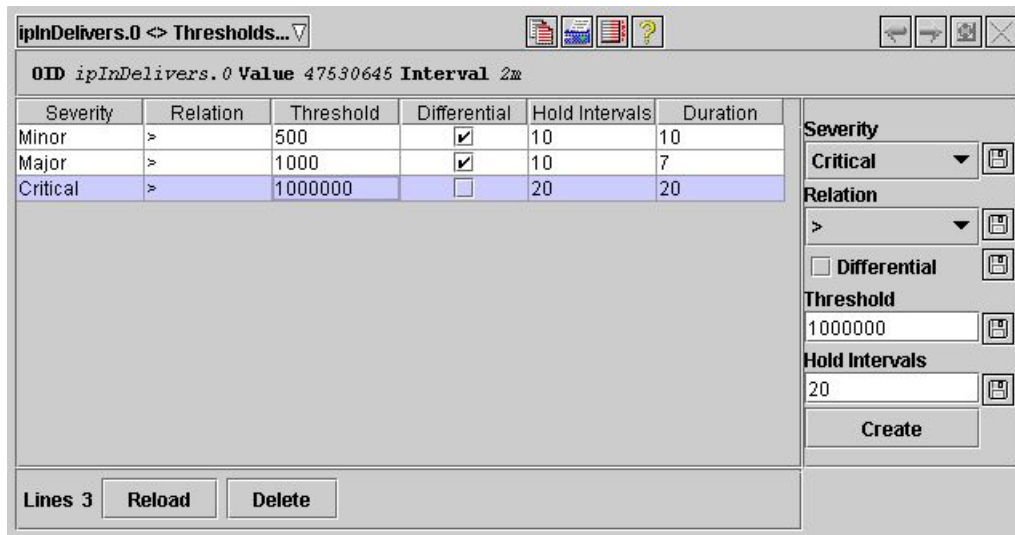 ipInDelivers.0 <> Thresholds...
OID ipInDelivers.0 Value 47530645 Interval 2m
Severity Relation Threshold Differential Hold Intervals Duration
Minor > 500 10 10
Major > 1000 10 7
Critical > 1000000 20 20
Severity
Critical
Relation
>
Differential
Threshold
1000000
Hold Intervals
20
Create
Lines 3 Reload Delete